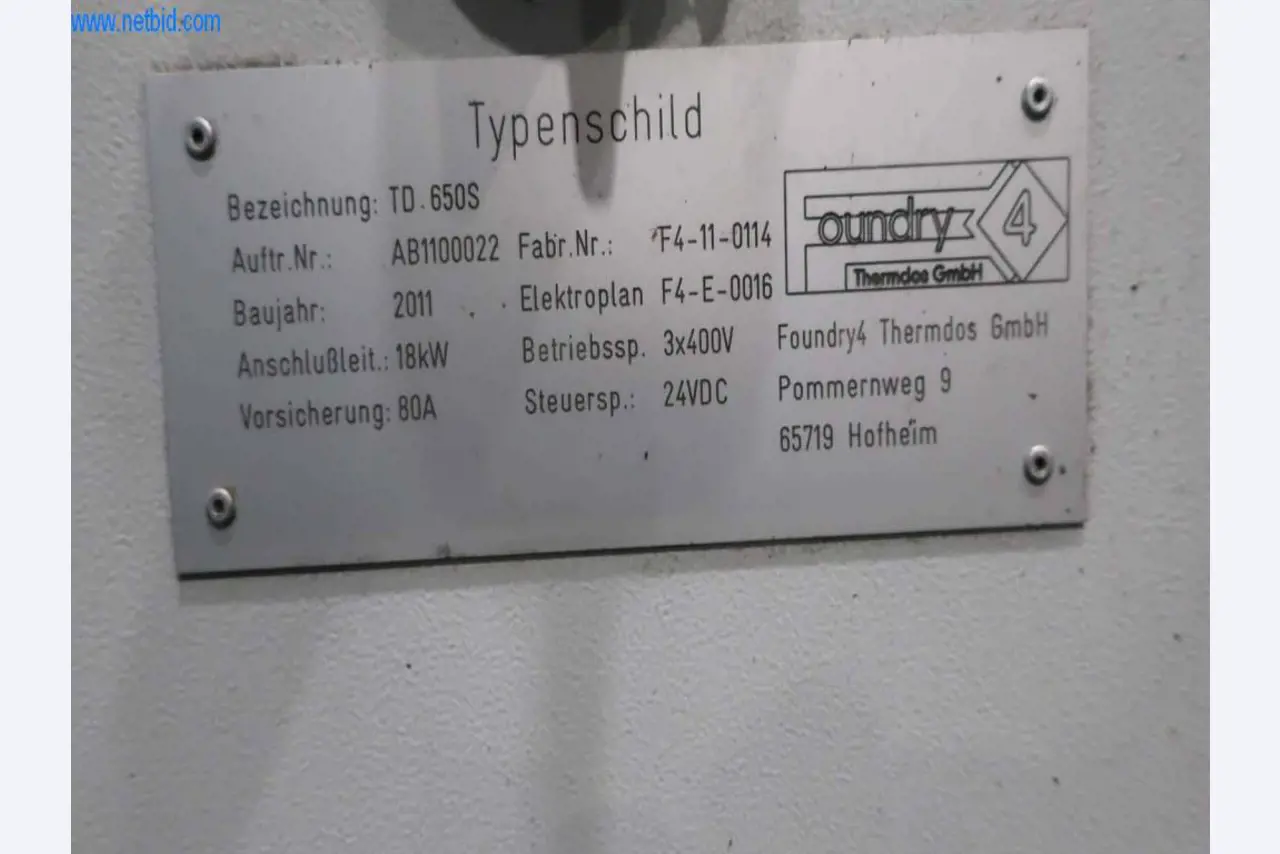 www.netbid.com
Typenschild
Bezeichnung: TD.650S
Auftr.Nr.: AB1100022 Fabr.Nr.: F4-11-0114
Baujahr: 2011 Elektroplan F4-E-0016
Anschlußleit.: 18kW Betriebssp. 3x400V
Vorsicherung: 80A Steuersp.: 24VDC
Foundry 4
Thermdos GmbH
Foundry4 Thermdos GmbH
Pommernweg 9
65719 Hofheim